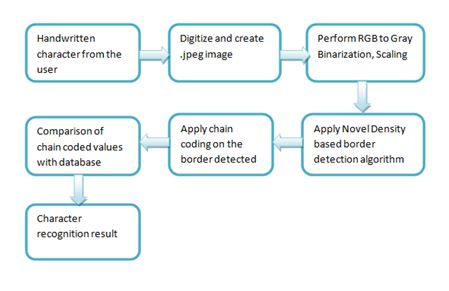 Handwritten
character from the
user
Digitize and create
.jpeg image
Perform RGB to Gray
Binarization, Scaling
Apply Novel Density
based border
detection algorithm
Apply chain
coding on the
border detected
Comparison of
chain coded values
with database
Character
recognition result